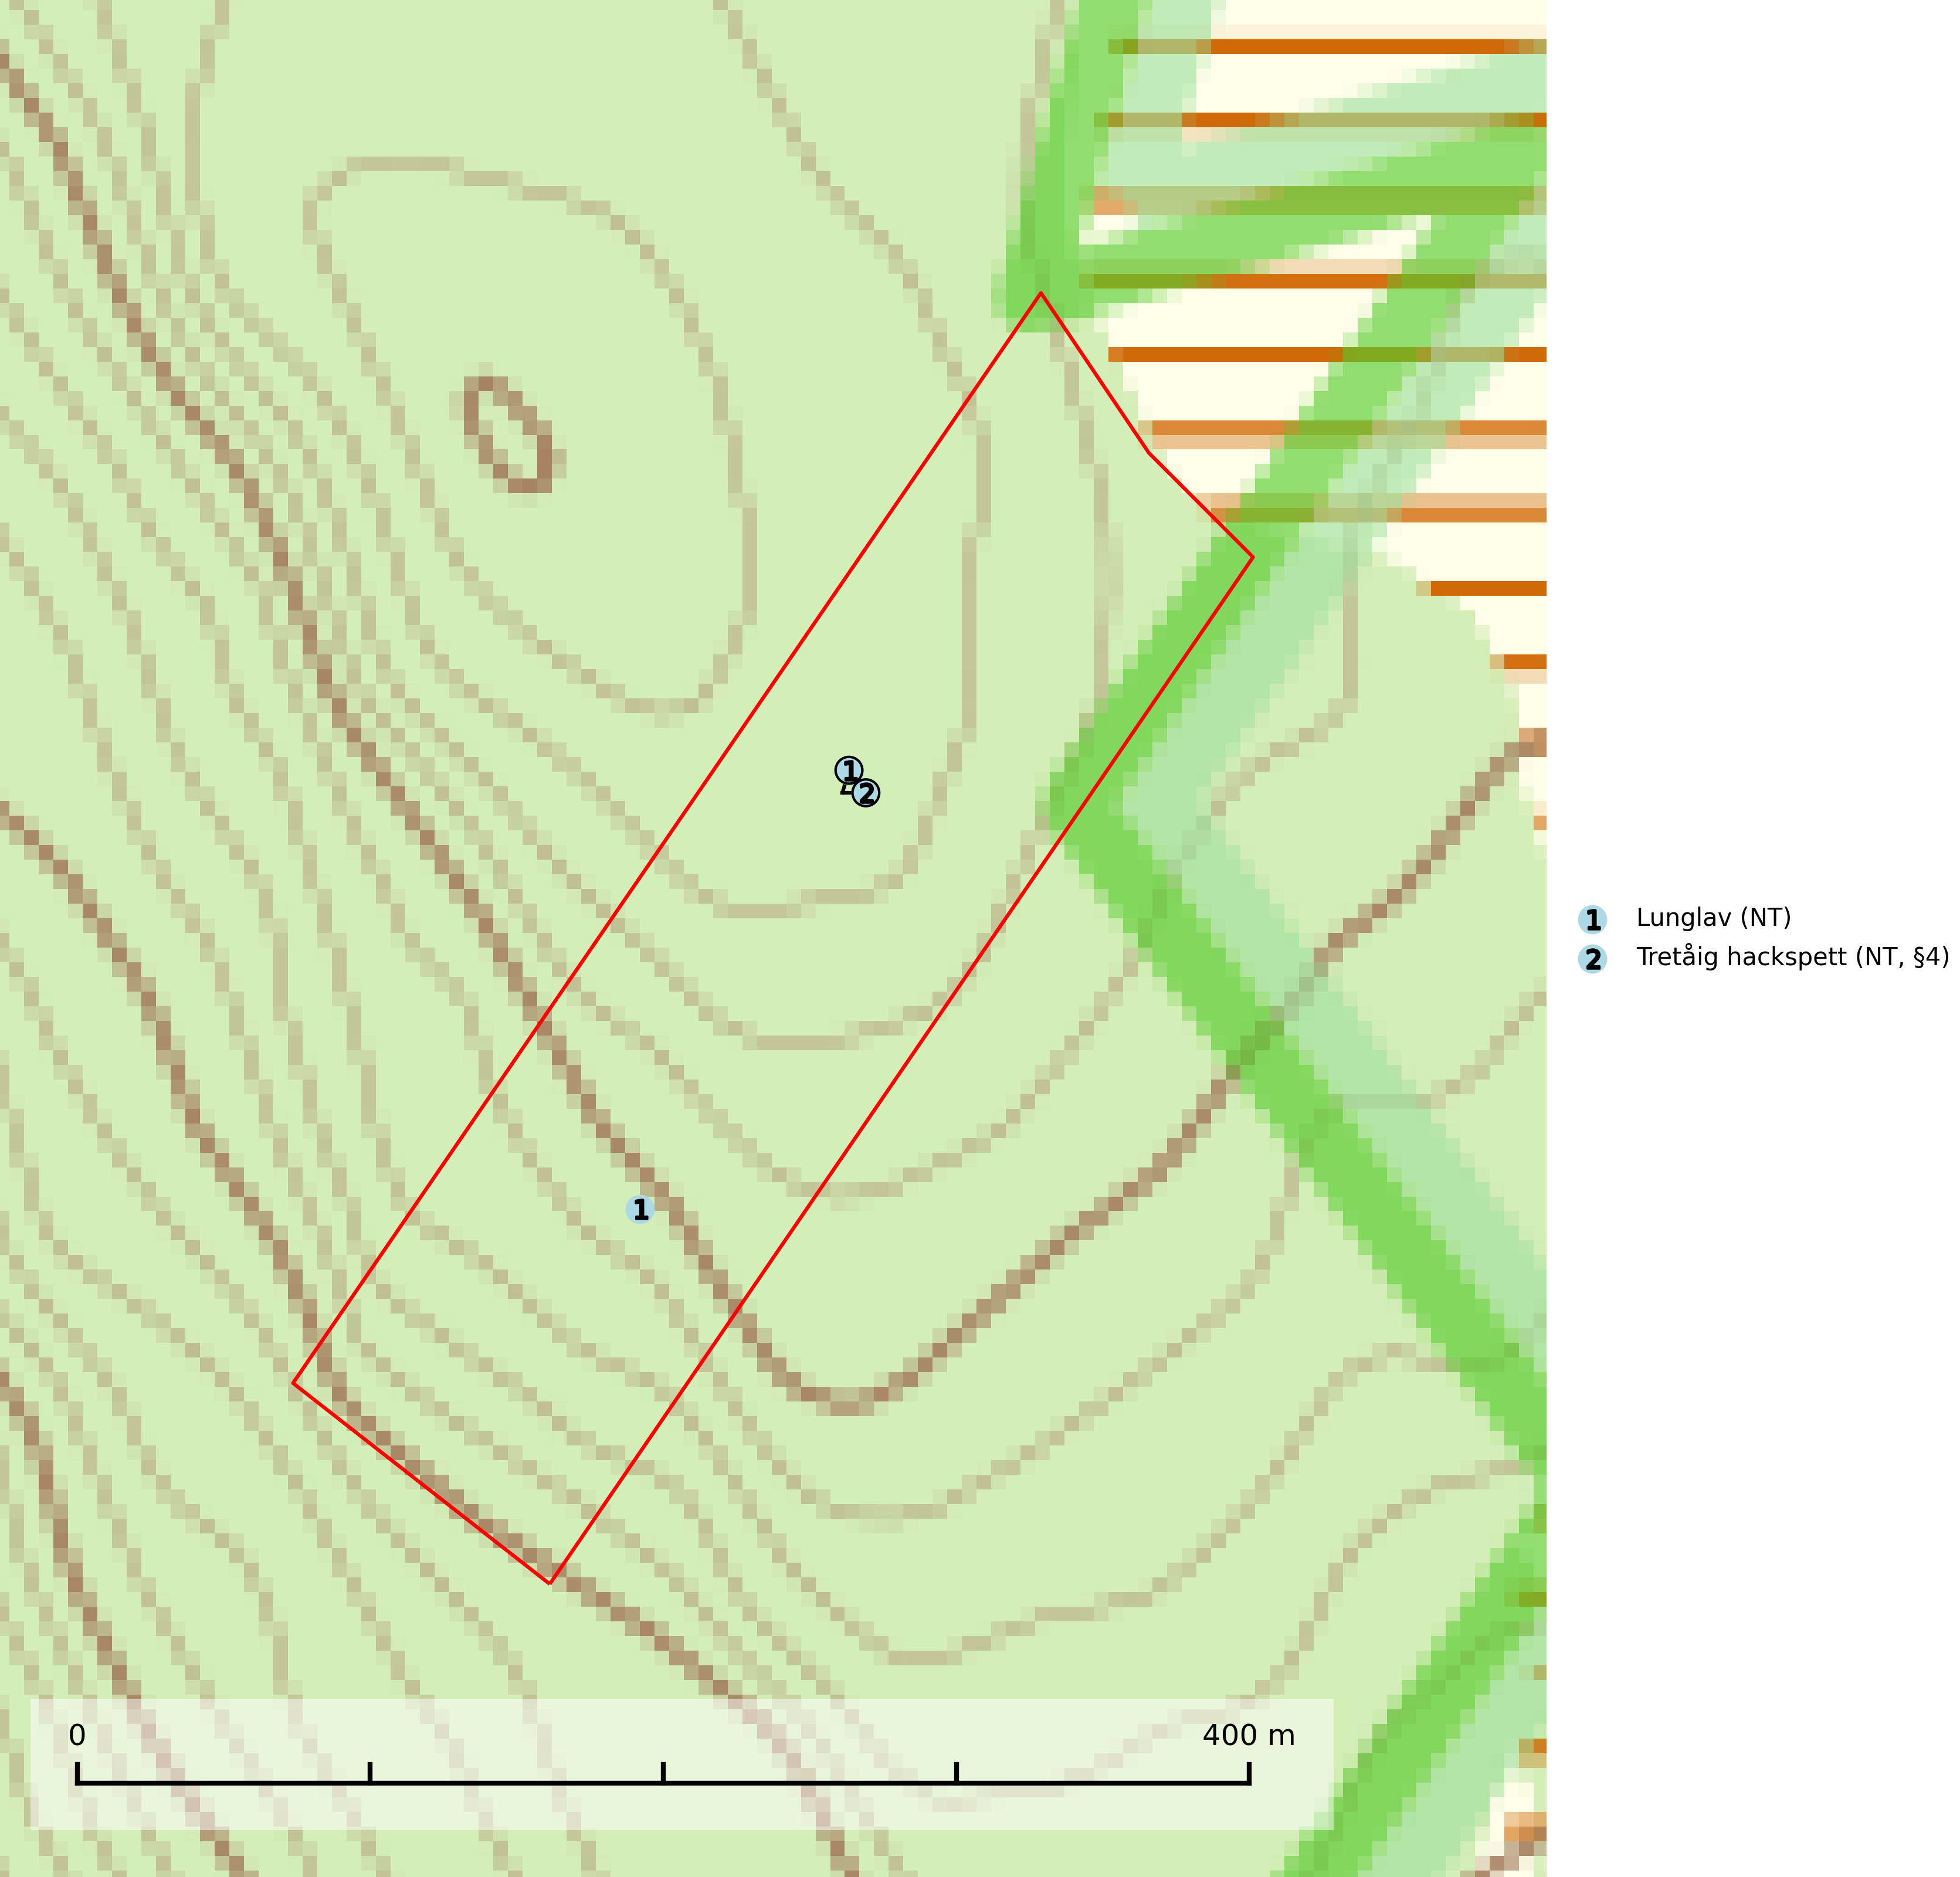 1
2
1 Lunglav (NT)
2 Tretåig hackspett (NT, §4)
1
0 400 m